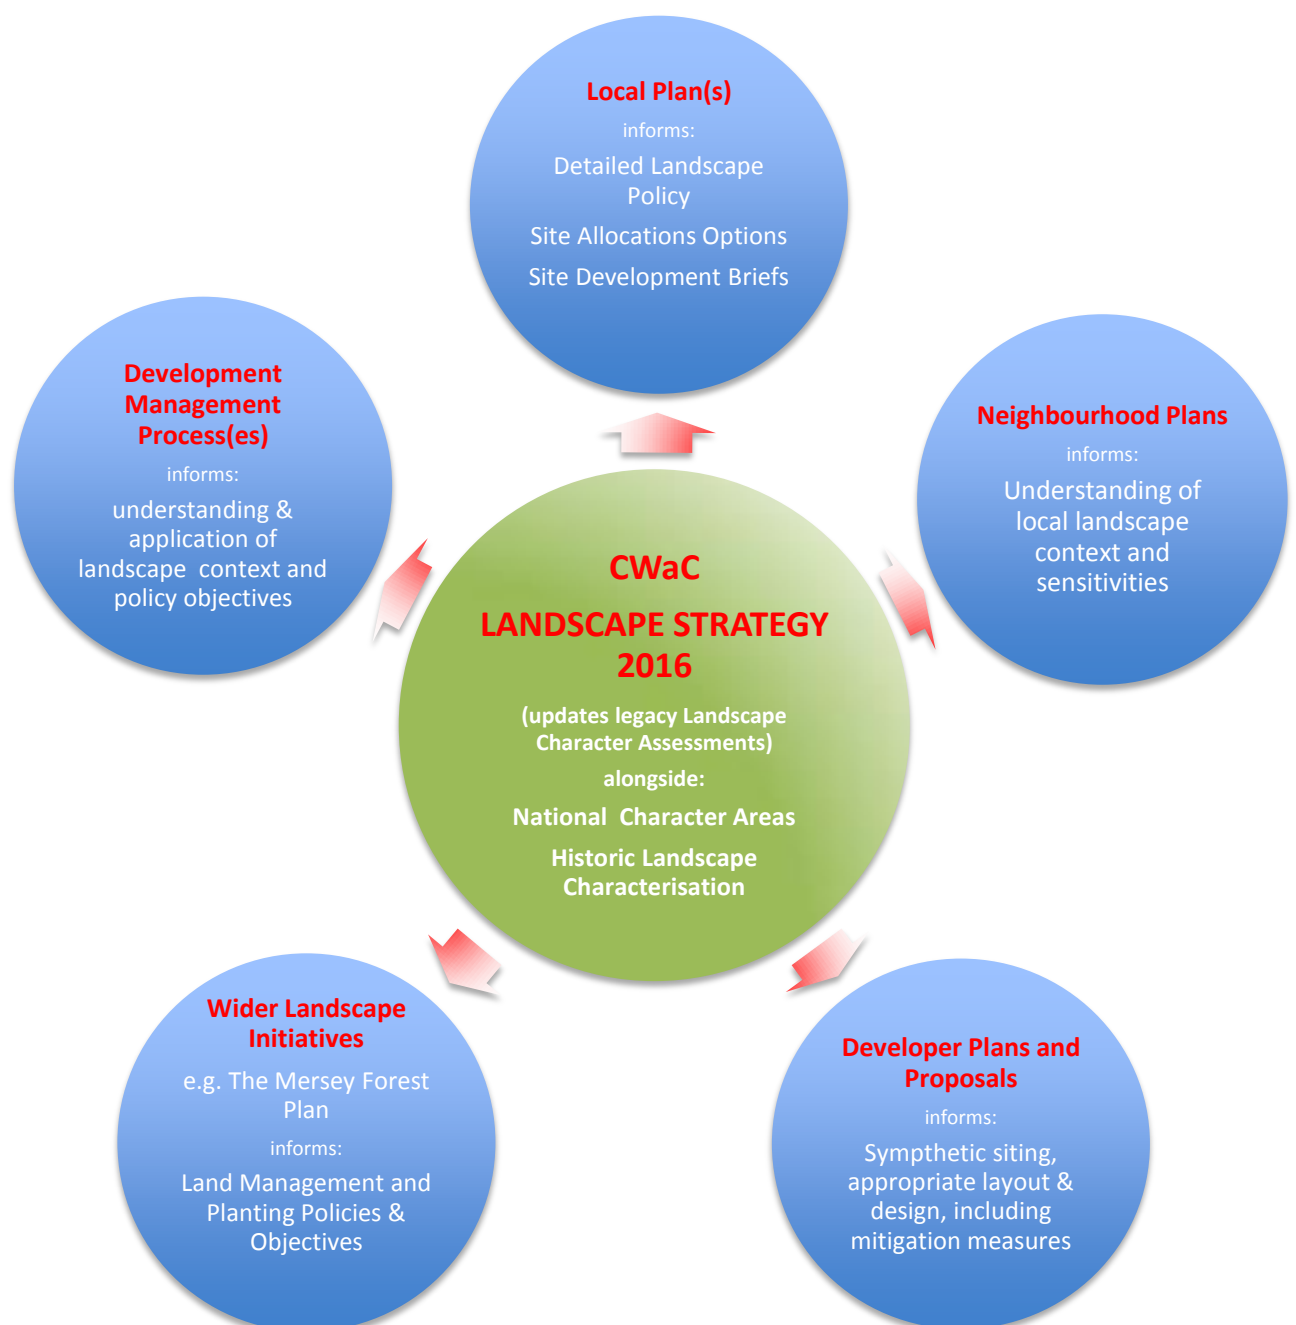 Local Plan(s)
informs:
Detailed Landscape
Policy
Site Allocations Options
Site Development Briefs
Development
Management
Process(es)
informs:
understanding &
application of
landscape context and
policy objectives
Neighbourhood Plans
informs:
Understanding of
local landscape
context and
sensitivities
CWaC
LANDSCAPE STRATEGY
2016
(updates legacy Landscape
Character Assessments)
alongside:
National Character Areas
Historic Landscape
Characterisation
Wider Landscape
Initiatives
e.g. The Mersey Forest
Plan
informs:
Land Management and
Planting Policies &
Objectives
Developer Plans and
Proposals
informs:
Sympthetic siting,
appropriate layout &
design, including
mitigation measures